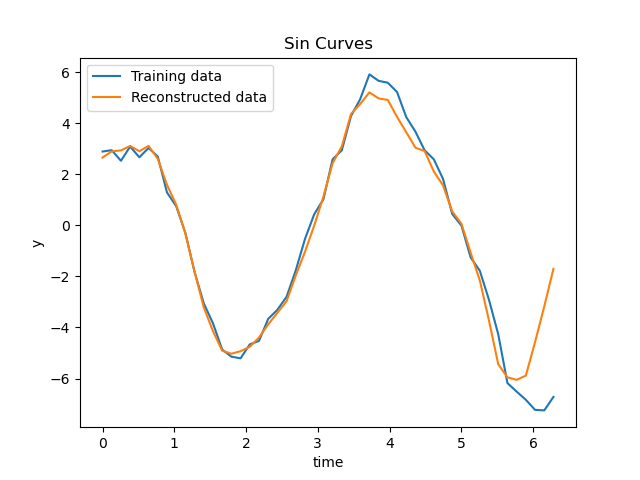 Sin Curves
Training data
Reconstructed data
y
6
4
2
0
−2
−4
−6
0 1 2 3 4 5 6
time